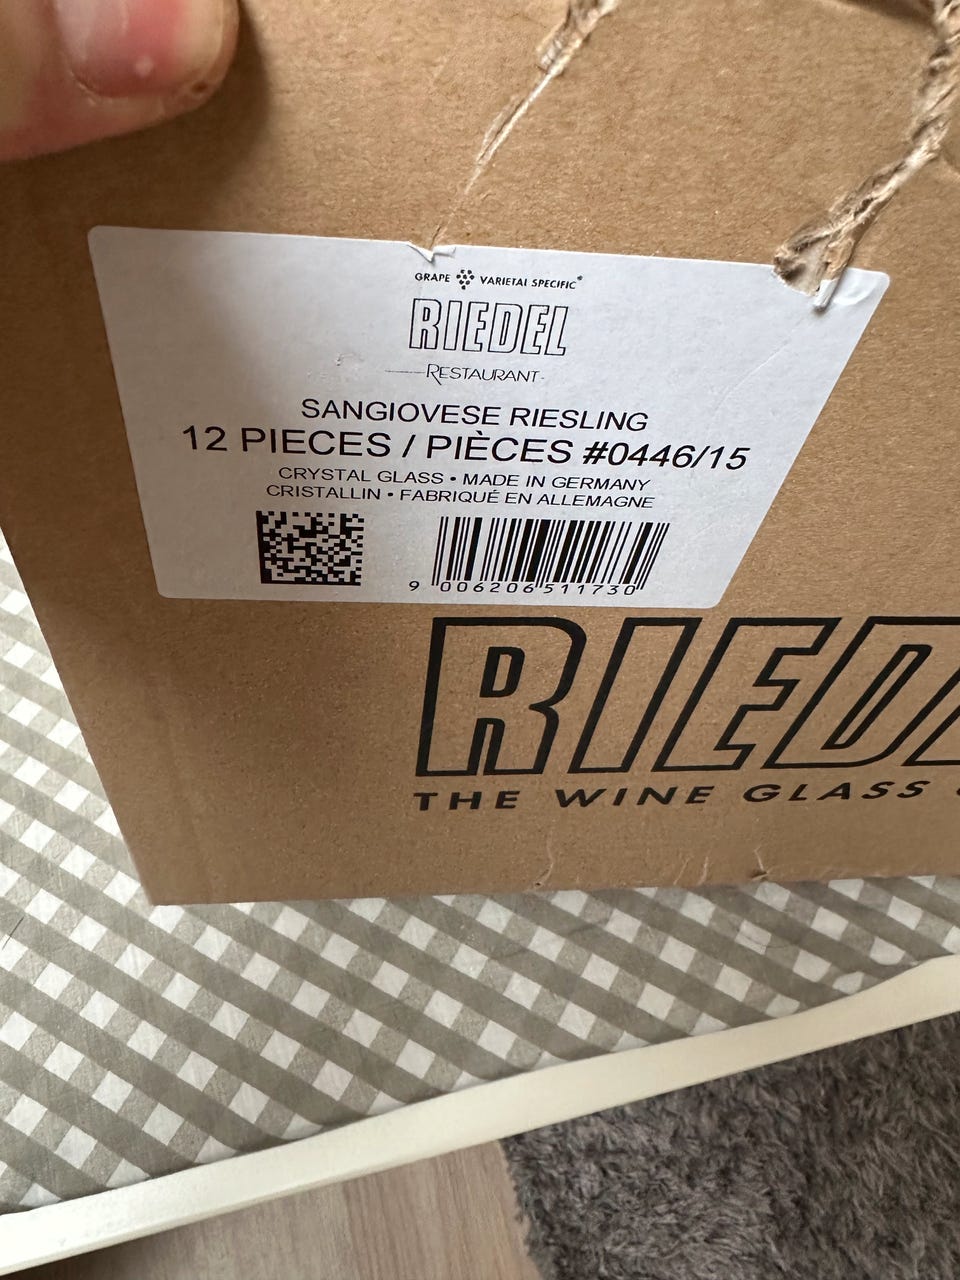 GRAPE VARIETAL SPECIFIC®
RIEDEL
RESTAURANT
SANGIOVESE RIESLING
12 PIECES / PIÈCES #0446/15
CRYSTAL GLASS • MADE IN GERMANY
CRISTALLIN • FABRIQUÉ EN ALLEMAGNE
9 006206 511730
RIED
THE WINE GLASS